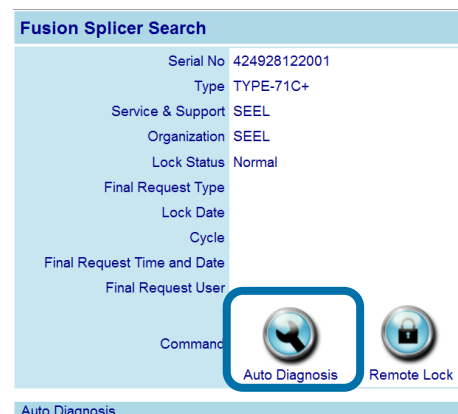 Fusion Splicer Search
Serial No 424928122001
Type TYPE-71C+
Service & Support SEEL
Organization SEEL
Lock Status Normal
Final Request Type
Lock Date
Cycle
Final Request Time and Date
Final Request User
Command
Auto Diagnosis Remote Lock
Auto Diagnosis